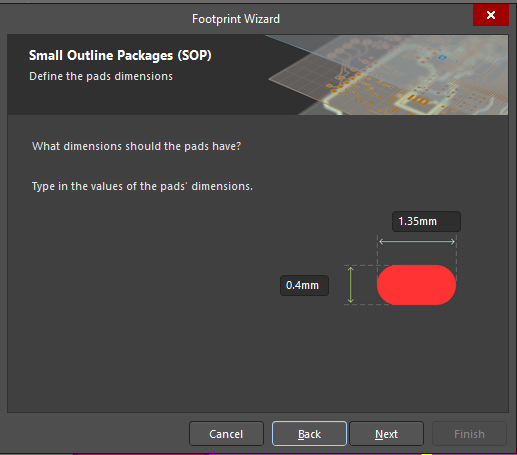 Footprint Wizard
Small Outline Packages (SOP)
Define the pads dimensions
What dimensions should the pads have?
Type in the values of the pads' dimensions.
1.35mm
0.4mm
Cancel
Back
Next
Finish